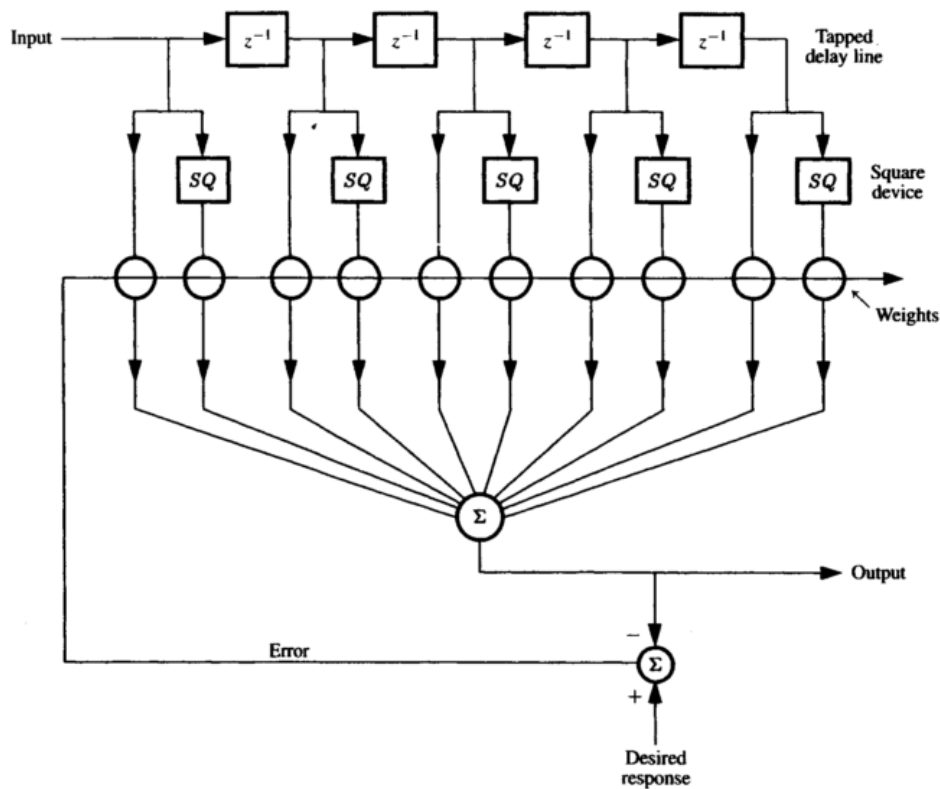 Input
z⁻¹
z⁻¹
z⁻¹
z⁻¹
Tapped
delay line
SQ
SQ
SQ
SQ
SQ
Square
device
Weights
Σ
Output
−
Error
Σ
+
Desired
response